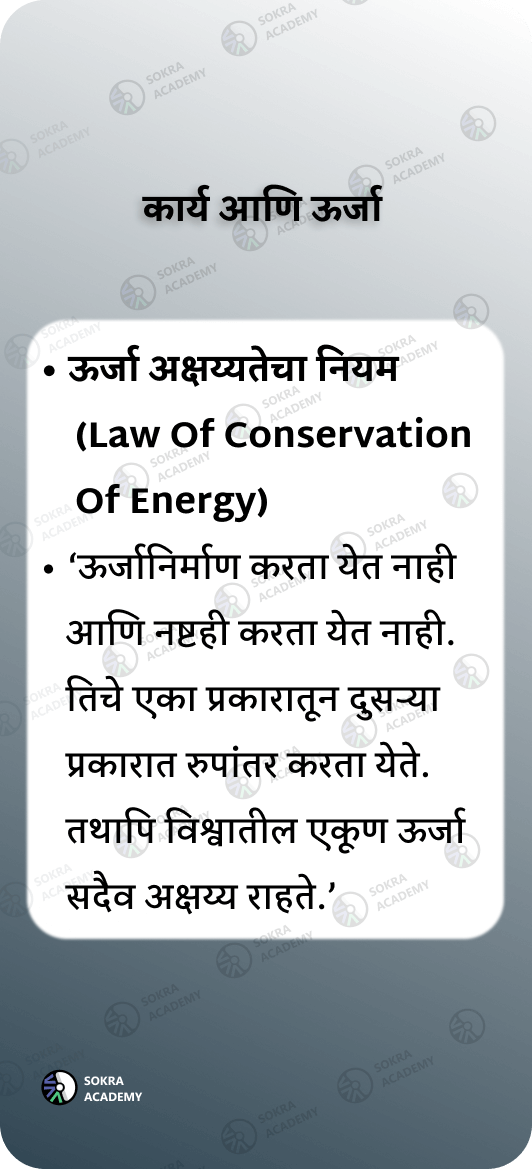 कार्य आणि ऊर्जा
• ऊर्जा अक्षय्यतेचा नियम
(Law Of Conservation
Of Energy)
• ‘ऊर्जानिर्माण करता येत नाही
आणि नष्टही करता येत नाही.
तिचे एका प्रकारातून दुसऱ्या
प्रकारात रुपांतर करता येते.
तथापि विश्वातील एकूण ऊर्जा
सदैव अक्षय्य राहते.’
SOKRA
ACADEMY